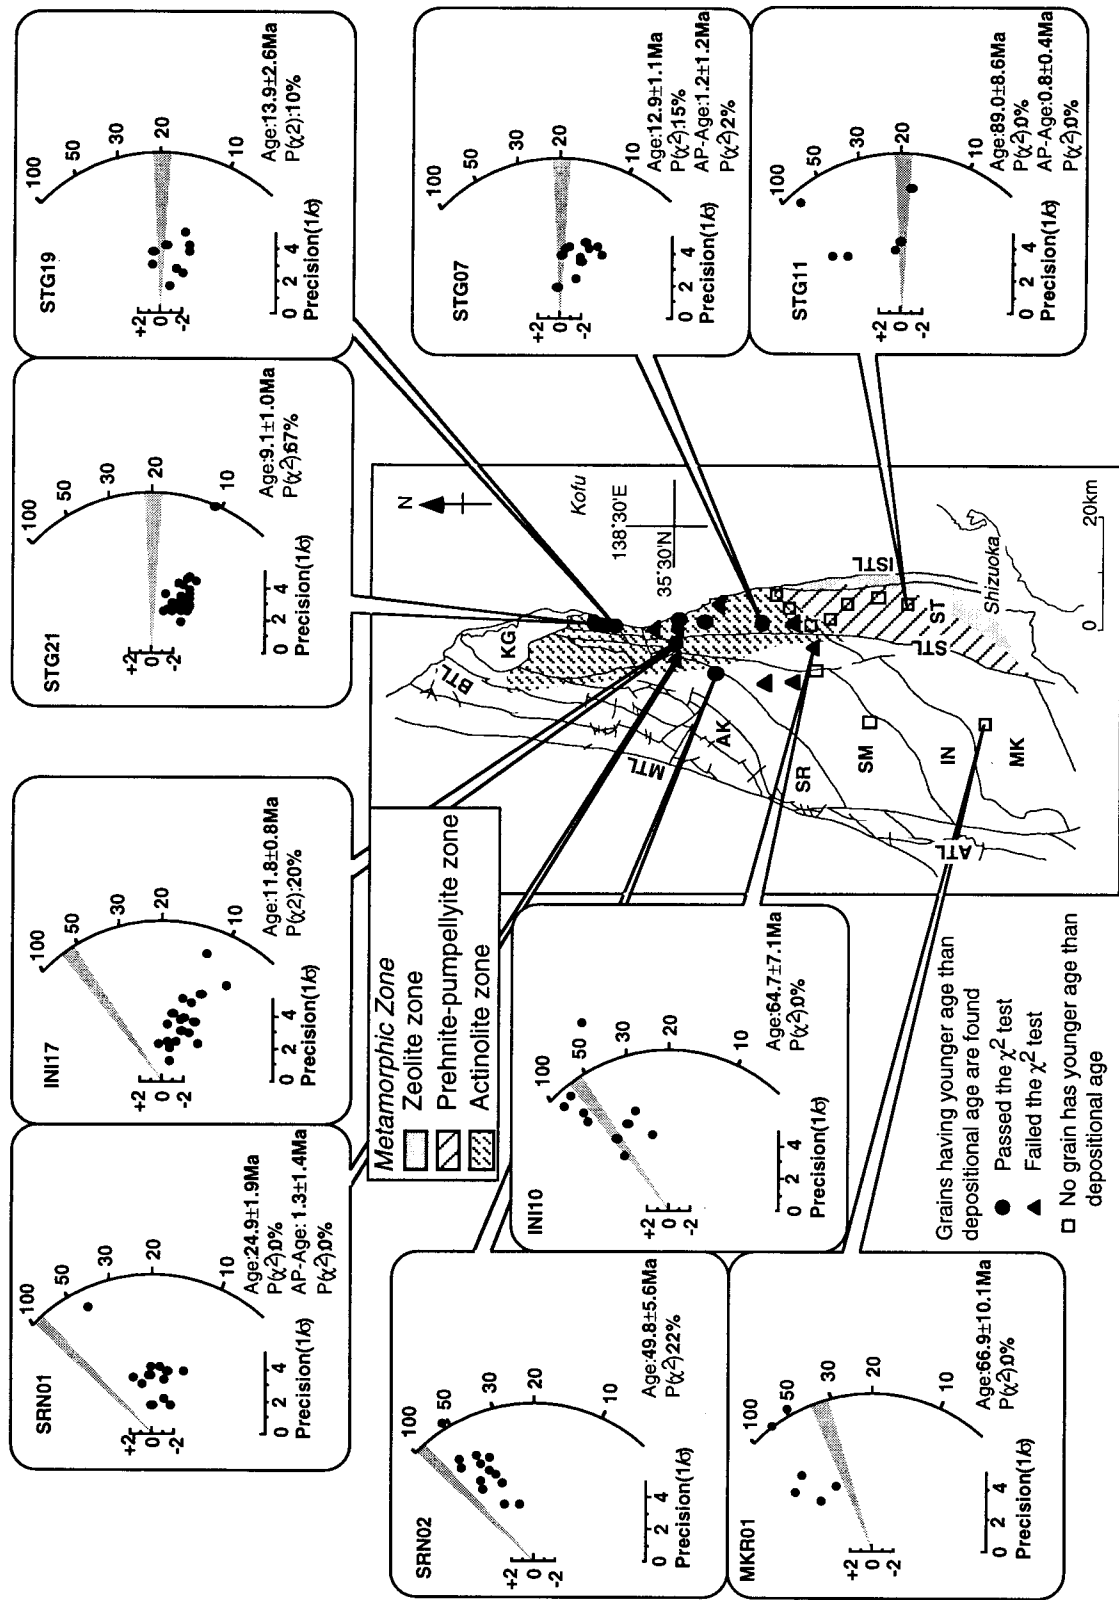 SRN01
100
50
30
20
10
+2
0
-2
0 2 4
Precision(1/σ)
Age:24.9±1.9Ma
P(χ2):0%
AP-Age: 1.3±1.4Ma
P(χ2):0%
INI17
100
50
30
20
10
+2
0
-2
0 2 4
Precision(1/σ)
Age:11.8±0.8Ma
P(χ2):20%
STG21
100
50
30
20
10
+2
0
-2
0 2 4
Precision(1/σ)
Age:9.1±1.0Ma
P(χ2):67%
STG19
100
50
30
20
10
+2
0
-2
0 2 4
Precision(1/σ)
Age:13.9±2.6Ma
P(χ2):10%
SRN02
100
50
30
20
10
+2
0
-2
0 2 4
Precision(1/σ)
Age:49.8±5.6Ma
P(χ2):22%
INI10
100
50
30
20
10
+2
0
-2
0 2 4
Precision(1/σ)
Age:64.7±7.1Ma
P(χ2):0%
STG07
100
50
30
20
10
+2
0
-2
0 2 4
Precision(1/σ)
Age:12.9±1.1Ma
P(χ2):15%
AP-Age:1.2±1.2Ma
P(χ2):2%
MKR01
100
50
30
20
10
+2
0
-2
0 2 4
Precision(1/σ)
Age:66.9±10.1Ma
P(χ2):0%
STG11
100
50
30
20
10
+2
0
-2
0 2 4
Precision(1/σ)
Age:89.0±8.6Ma
P(χ2):0%
AP-Age:0.8±0.4Ma
P(χ2):0%
Metamorphic Zone
Zeolite zone
Prehnite-pumpellyite zone
Actinolite zone
N
Kofu
138°30'E
35°30'N
KG
BTL
MTL
AK
SR
SM
IN
MK
ATL
STL
ST
ISTL
Shizuoka
0 20km
Grains having younger age than
depositional age are found
Passed the χ2 test
Failed the χ2 test
No grain has younger age than
depositional age